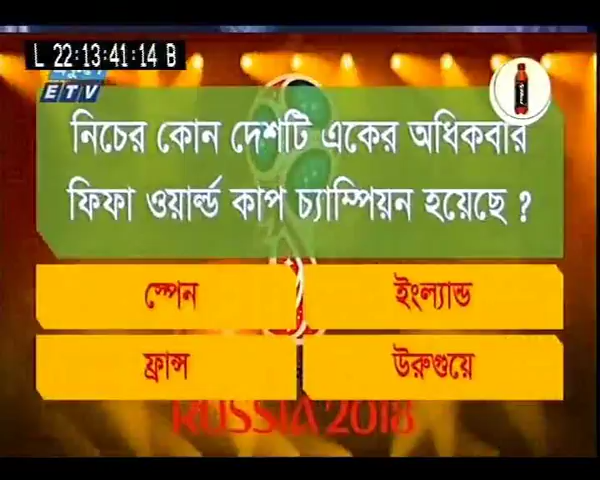 L 22:13:41:14 B
ETV
নিচের কোন দেশটি একের অধিকবার
ফিফা ওয়ার্ল্ড কাপ চ্যাম্পিয়ন হয়েছে ?
স্পেন
ইংল্যান্ড
ফ্রান্স
উরুগুয়ে
RUSSIA 2018